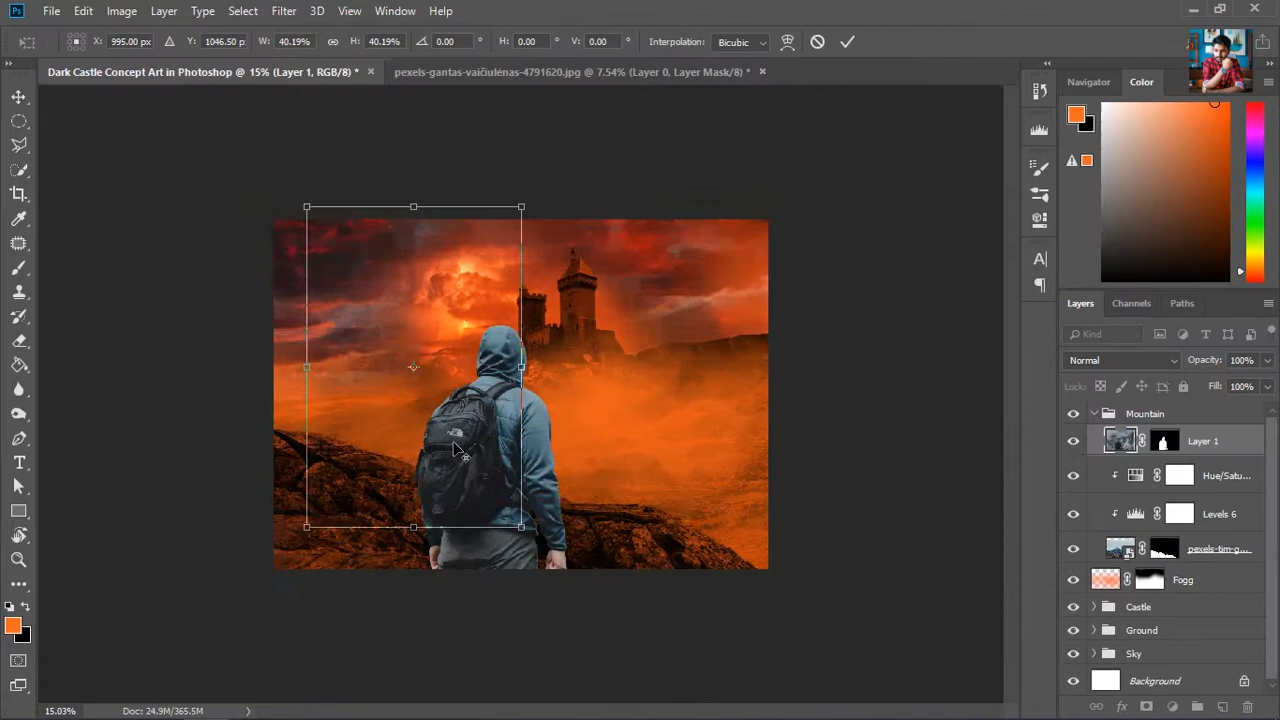 Ps File Edit Image Layer Type Select Filter 3D View Window Help
X: 995.00 px Y: 1046.50 p W: 40.19% H: 40.19% 0.00 ° H: 0.00 ° V: 0.00 ° Interpolation: Bicubic
Dark Castle Concept Art in Photoshop @ 15% (Layer 1, RGB/8) * × pexels-gantas-vaičiulėnas-4791620.jpg @ 7.54% (Layer 0, Layer Mask/8) * ×
Navigator Color
Layers Channels Paths
Kind
Normal Opacity: 100%
Lock: Fill: 100%
Mountain
Layer 1
Hue/Satu...
Levels 6
pexels-tim-g...
Fogg
Castle
Ground
Sky
Background
15.03% Doc: 24.9M/365.5M